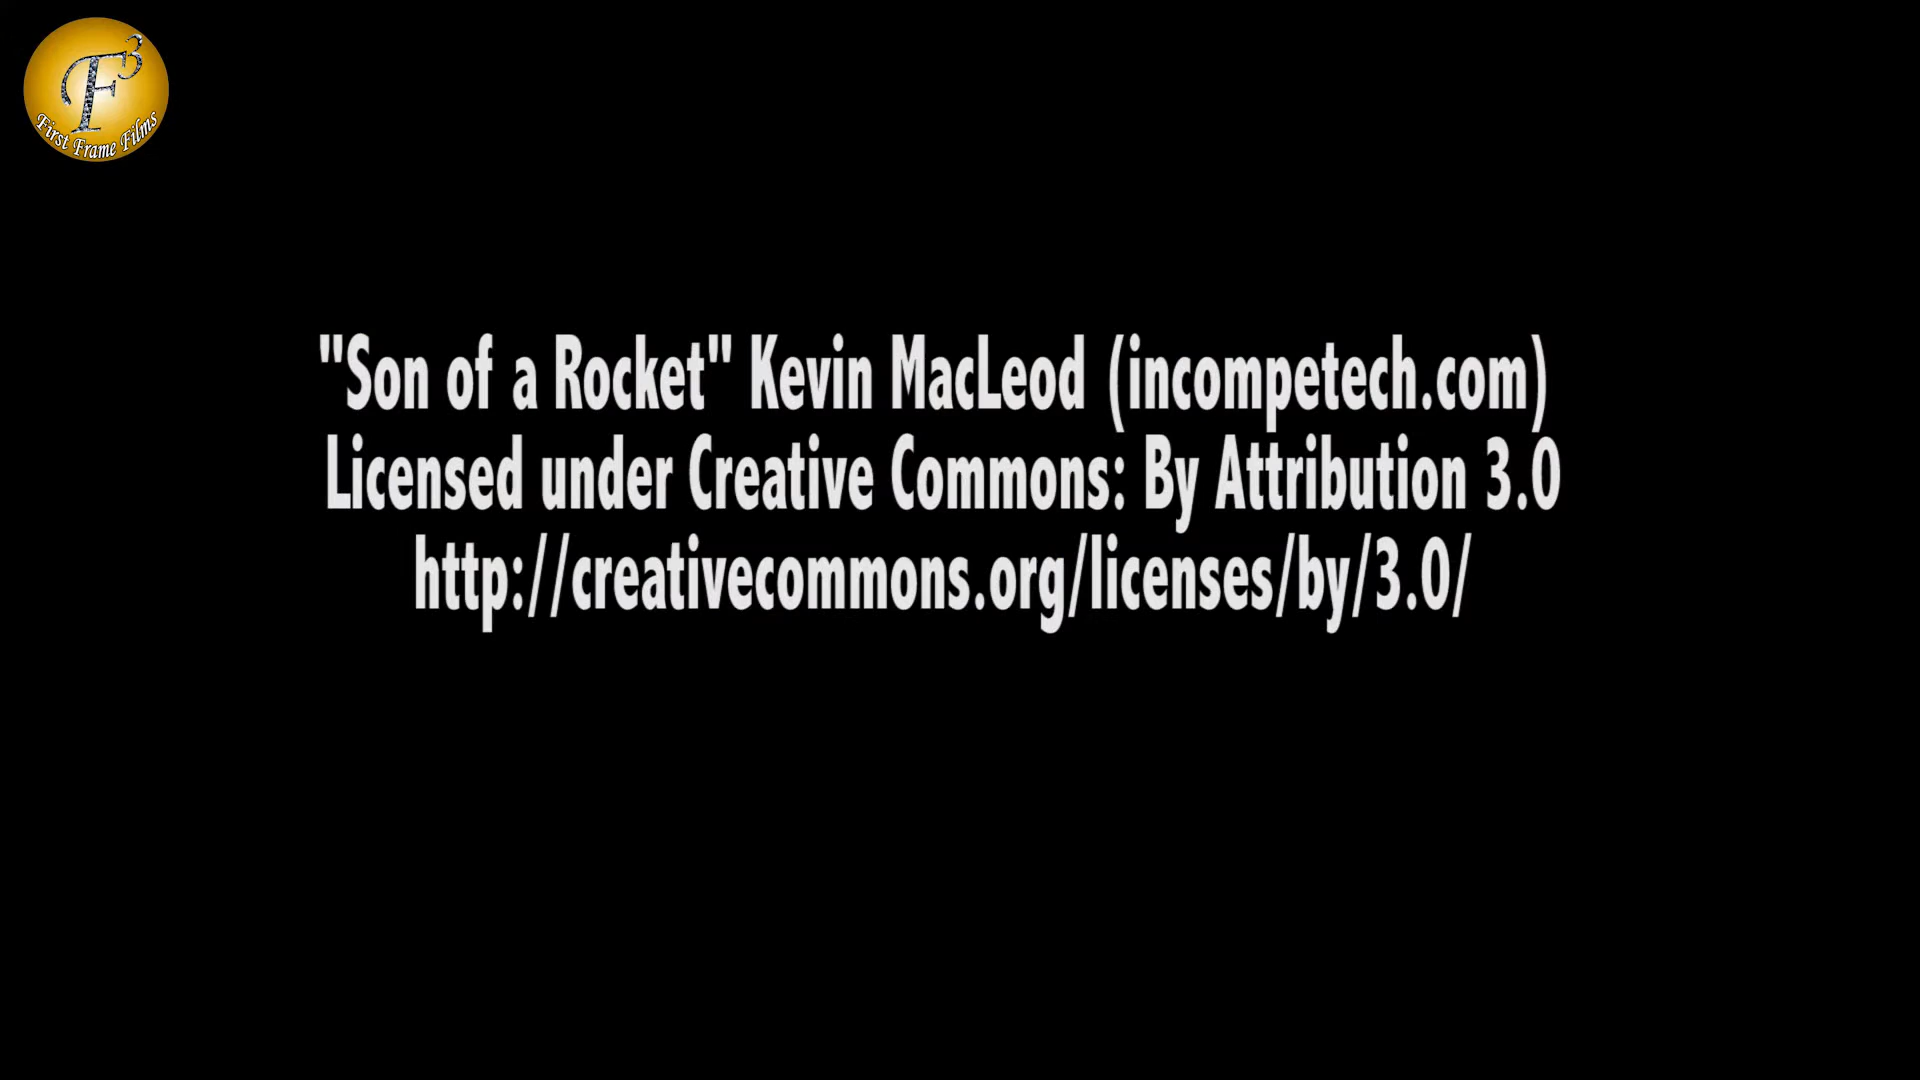 F3
First Frame Films
"Son of a Rocket" Kevin MacLeod (incompetech.com)
Licensed under Creative Commons: By Attribution 3.0
http://creativecommons.org/licenses/by/3.0/